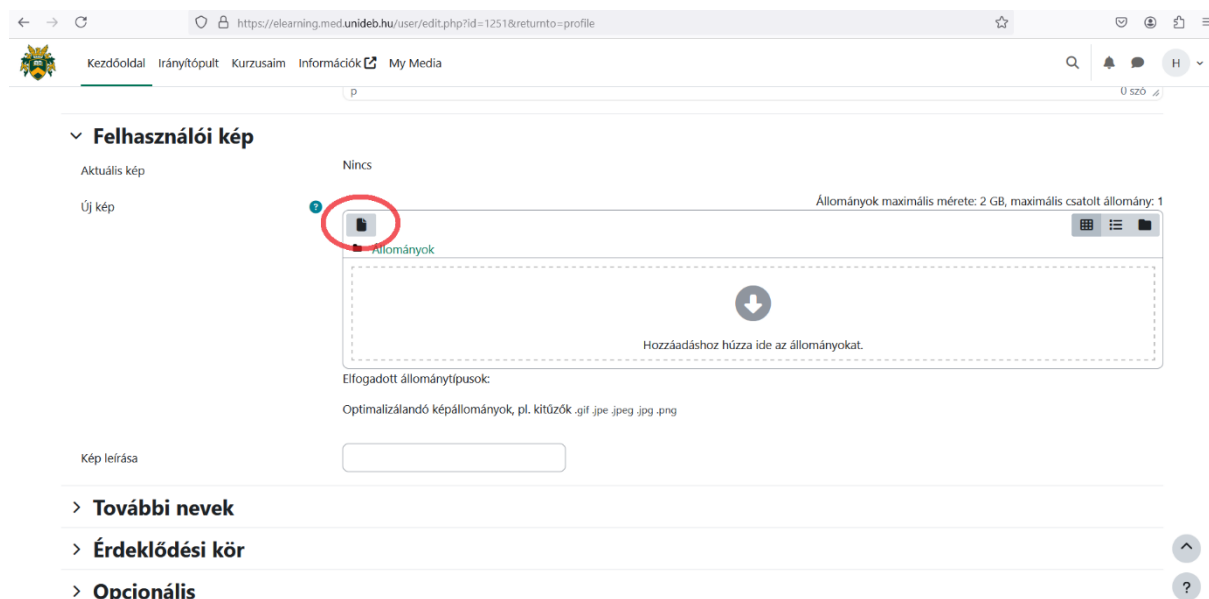 https://elearning.med.unideb.hu/user/edit.php?id=1251&returnto=profile
Kezdőoldal Irányítópult Kurzusaim Információk My Media H
p 0 szó
Felhasználói kép
Aktuális kép Nincs
Új kép ? Állományok maximális mérete: 2 GB, maximális csatolt állomány: 1
Állományok
Hozzáadáshoz húzza ide az állományokat.
Elfogadott állománytípusok:
Optimalizálandó képállományok, pl. kitűzők .gif .jpe .jpeg .jpg .png
Kép leírása
További nevek
Érdeklődési kör
Opcionális ?